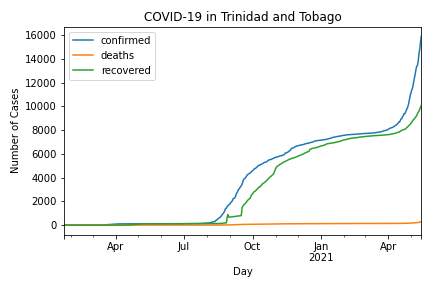 COVID-19 in Trinidad and Tobago
confirmed
deaths
recovered
Number of Cases
16000
14000
12000
10000
8000
6000
4000
2000
0
Apr
Jul
Oct
Jan
2021
Apr
Day